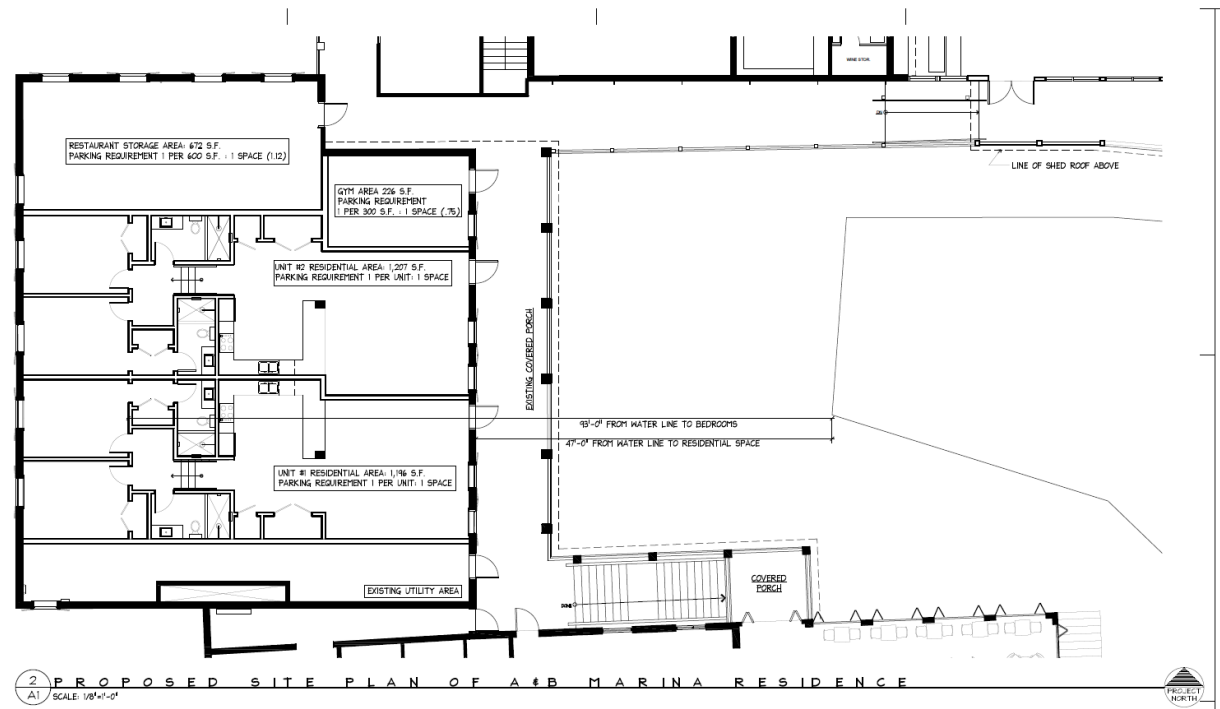 WINE STOR.
RESTAURANT STORAGE AREA: 672 S.F.
PARKING REQUIREMENT 1 PER 600 S.F. : 1 SPACE (1.12)
LINE OF SHED ROOF ABOVE
GYM AREA 226 S.F.
PARKING REQUIREMENT
1 PER 300 S.F. : 1 SPACE (.75)
UNIT #2 RESIDENTIAL AREA: 1,207 S.F.
PARKING REQUIREMENT 1 PER UNIT: 1 SPACE
EXISTING COVERED PORCH
93'-0" FROM WATER LINE TO BEDROOMS
47'-0" FROM WATER LINE TO RESIDENTIAL SPACE
UNIT #1 RESIDENTIAL AREA: 1,196 S.F.
PARKING REQUIREMENT 1 PER UNIT: 1 SPACE
EXISTING UTILITY AREA
COVERED
PORCH
2
A1
PROPOSED SITE PLAN OF A&B MARINA RESIDENCE
SCALE: 1/8"=1'-0"
PROJECT
NORTH